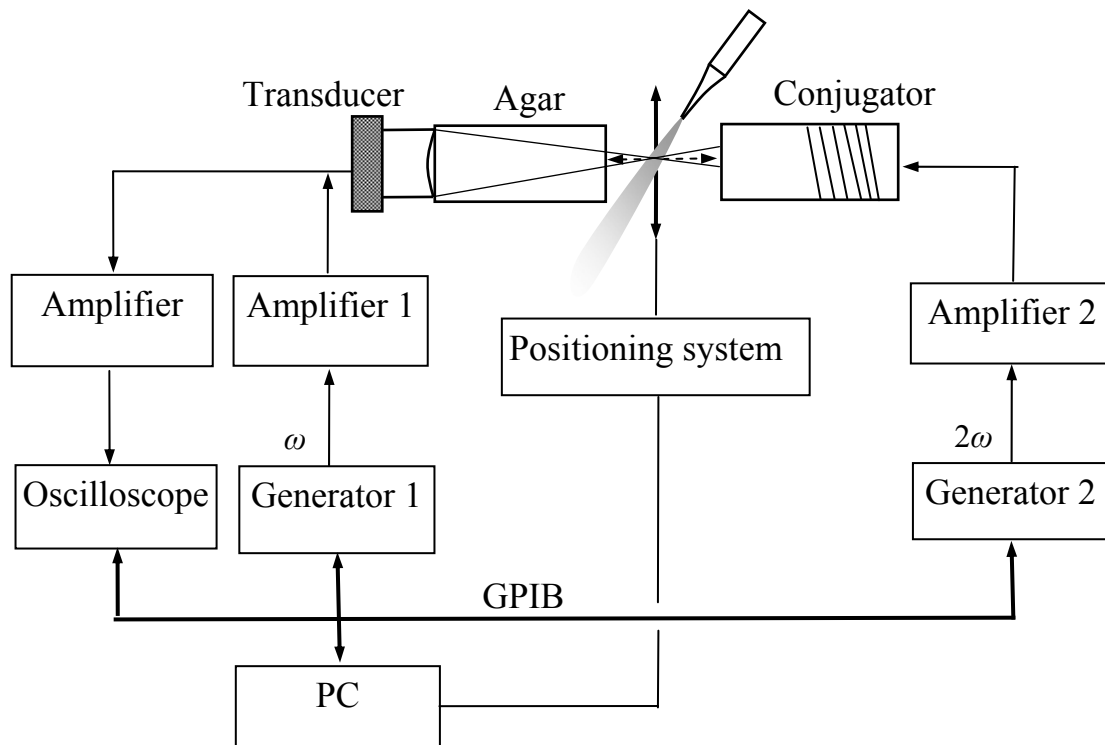 Transducer
Agar
Conjugator
Amplifier
Amplifier 1
Positioning system
Amplifier 2
ω
2ω
Oscilloscope
Generator 1
Generator 2
GPIB
PC